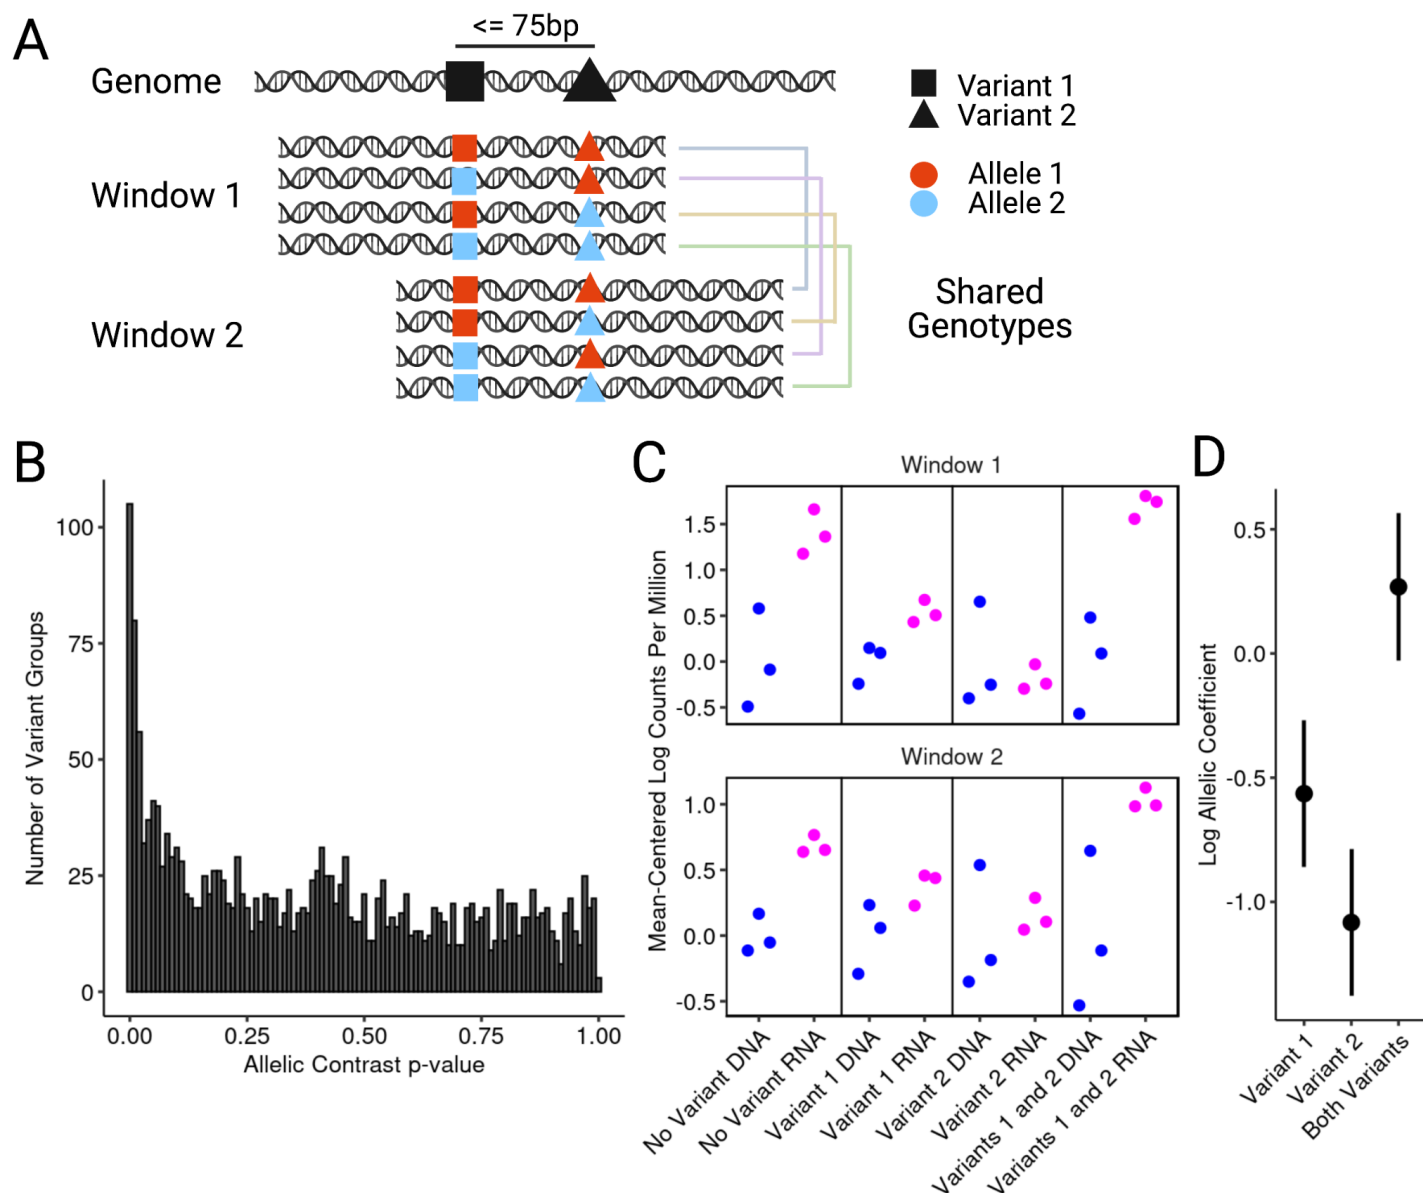 A
<= 75bp
Genome
Variant 1
Variant 2
Window 1
Allele 1
Allele 2
Window 2
Shared
Genotypes
B
Number of Variant Groups
100
75
50
25
0
0.00
0.25
0.50
0.75
1.00
Allelic Contrast p-value
C
Mean-Centered Log Counts Per Million
Window 1
1.5
1.0
0.5
0.0
-0.5
Window 2
1.0
0.5
0.0
-0.5
No Variant DNA
No Variant RNA
Variant 1 DNA
Variant 1 RNA
Variant 2 DNA
Variant 2 RNA
Variants 1 and 2 DNA
Variants 1 and 2 RNA
D
Log Allelic Coefficient
0.5
0.0
-0.5
-1.0
Variant 1
Variant 2
Both Variants